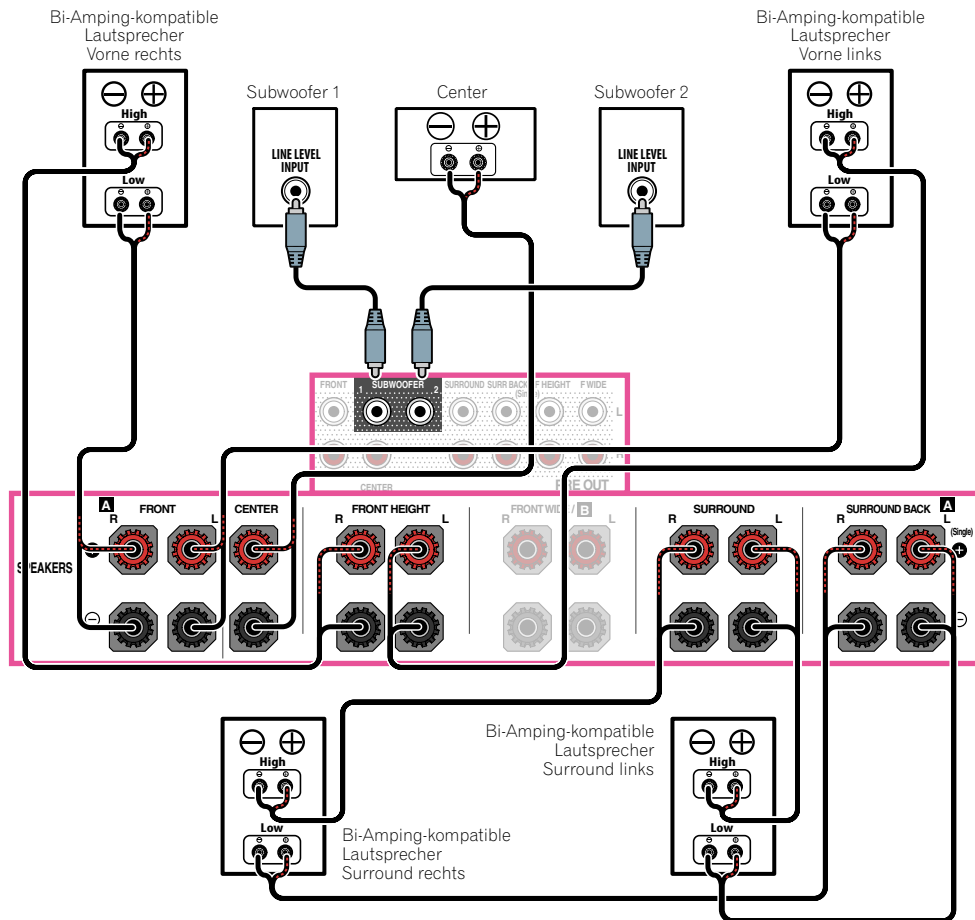 Bi-Amping-kompatible
Lautsprecher
Vorne rechts
Bi-Amping-kompatible
Lautsprecher
Vorne links
Subwoofer 1
Center
Subwoofer 2
High
Low
LINE LEVEL
INPUT
LINE LEVEL
INPUT
High
Low
FRONT
1 SUBWOOFER 2
SURROUND
SURR BACK
(Single)
F HEIGHT
F WIDE
L
R
CENTER
PRE OUT
SPEAKERS
A
R FRONT L
CENTER
R FRONT HEIGHT L
FRONT WIDE / B
R L
R SURROUND L
R SURROUND BACK L
A
(Single)
High
Low
Bi-Amping-kompatible
Lautsprecher
Surround rechts
Bi-Amping-kompatible
Lautsprecher
Surround links
High
Low